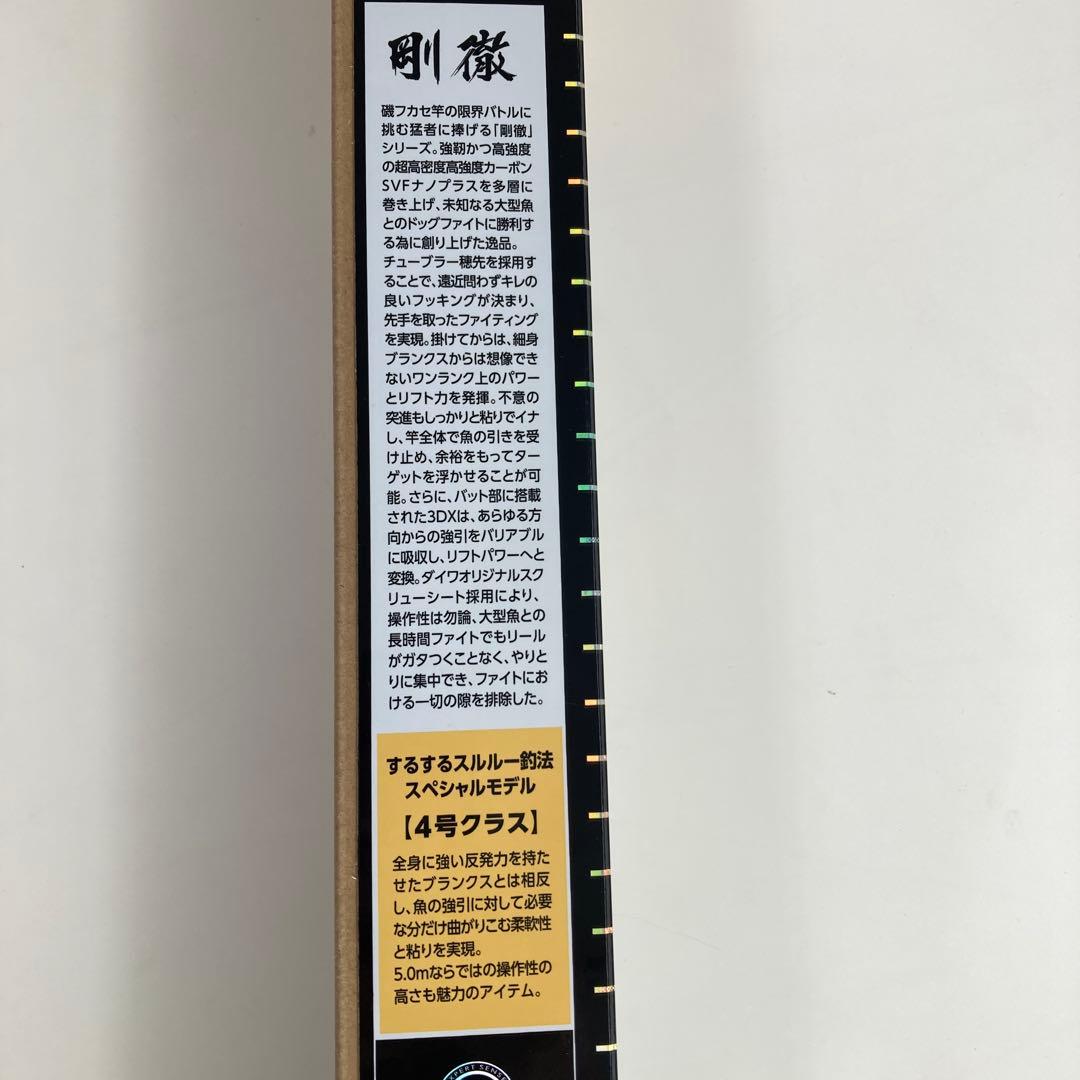 剛徹
磯フカセ竿の限界バトルに
挑む猛者に捧げる「剛徹」
シリーズ。強靭かつ高強度
の超高密度高強度カーボン
SVFナノプラスを多層に
巻き上げ、未知なる大型魚
とのドッグファイトに勝利す
る為に創り上げた逸品。
チューブラー穂先を採用す
ることで、遠近問わずキレの
良いフッキングが決まり、
先手を取ったファイティング
を実現。掛けてからは、細身
ブランクスからは想像でき
ないワンランク上のパワー
とリフト力を発揮。不意の
突進もしっかりと粘りでイナ
し、竿全体で魚の引きを受
け止め、余裕をもってター
ゲットを浮かせることが可
能。さらに、バット部に搭載
された3DXは、あらゆる方
向からの強引をバリアブル
に吸収し、リフトパワーへと
変換。ダイワオリジナルスク
リューシート採用により、
操作性は勿論、大型魚との
長時間ファイトでもリール
がガタつくことなく、やりと
りに集中でき、ファイトにお
ける一切の隙を排除した。
するするスルルー釣法
スペシャルモデル
【4号クラス】
全身に強い反発力を持た
せたブランクスとは相反
し、魚の強引に対して必要
な分だけ曲がりこむ柔軟性
と粘りを実現。
5.0mならではの操作性の
高さも魅力のアイテム。
EXPERT SENSE